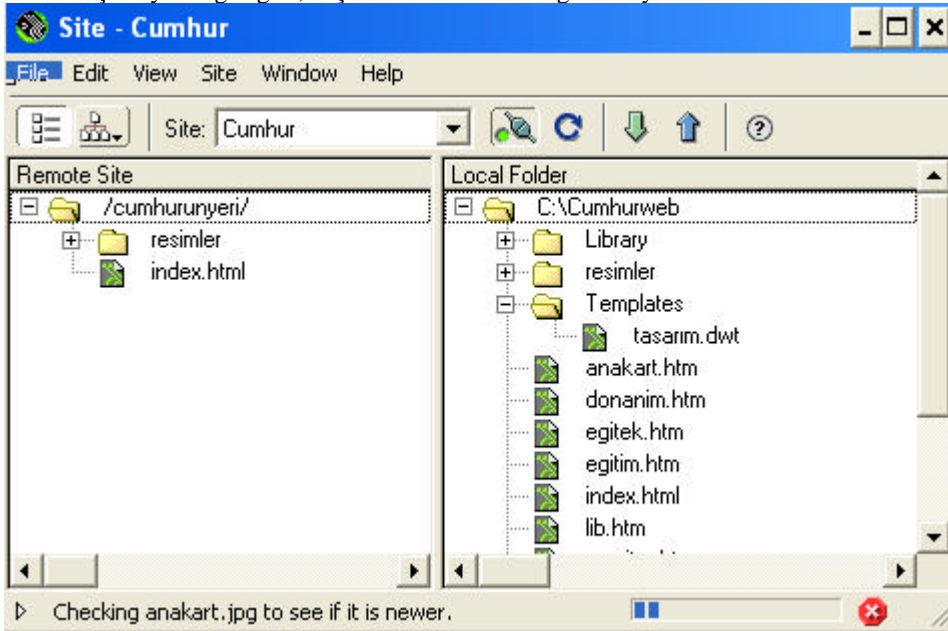 Site - Cumhur
File Edit View Site Window Help
Site: Cumhur
Remote Site
/cumhurunyeri/
resimler
index.html
Local Folder
C:\Cumhurweb
Library
resimler
Templates
tasarım.dwt
anakart.htm
donanim.htm
egitek.htm
egitim.htm
index.html
lib.htm
Checking anakart.jpg to see if it is newer.